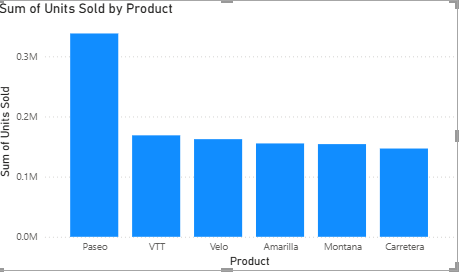 Sum of Units Sold by Product
Sum of Units Sold
0.3M
0.2M
0.1M
0.0M
Paseo VTT Velo Amarilla Montana Carretera
Product